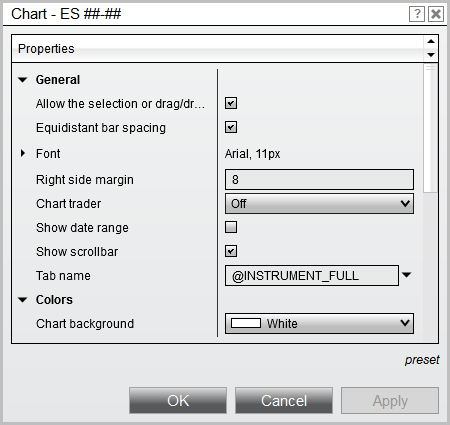 Chart - ES ##-##
?
Properties
General
Allow the selection or drag/dr...
Equidistant bar spacing
Font Arial, 11px
Right side margin 8
Chart trader Off
Show date range
Show scrollbar
Tab name @INSTRUMENT_FULL
Colors
Chart background White
preset
OK Cancel Apply